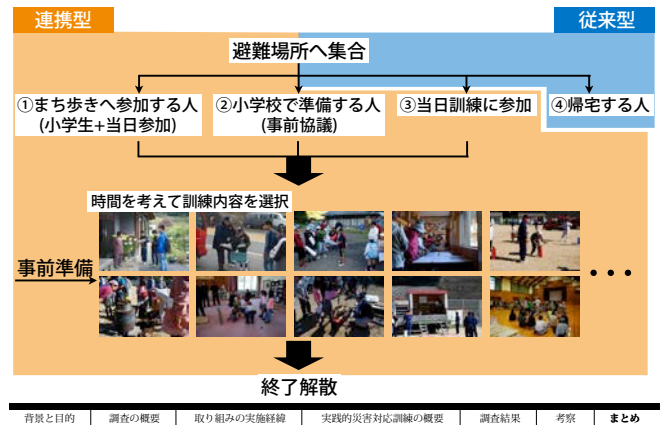 連携型
従来型
避難場所へ集合
①まち歩きへ参加する人
(小学生+当日参加)
②小学校で準備する人
(事前協議)
③当日訓練に参加
④帰宅する人
時間を考えて訓練内容を選択
事前準備
・・・
終了解散
背景と目的
調査の概要
取り組みの実施経緯
実践的災害対応訓練の概要
調査結果
考察
まとめ